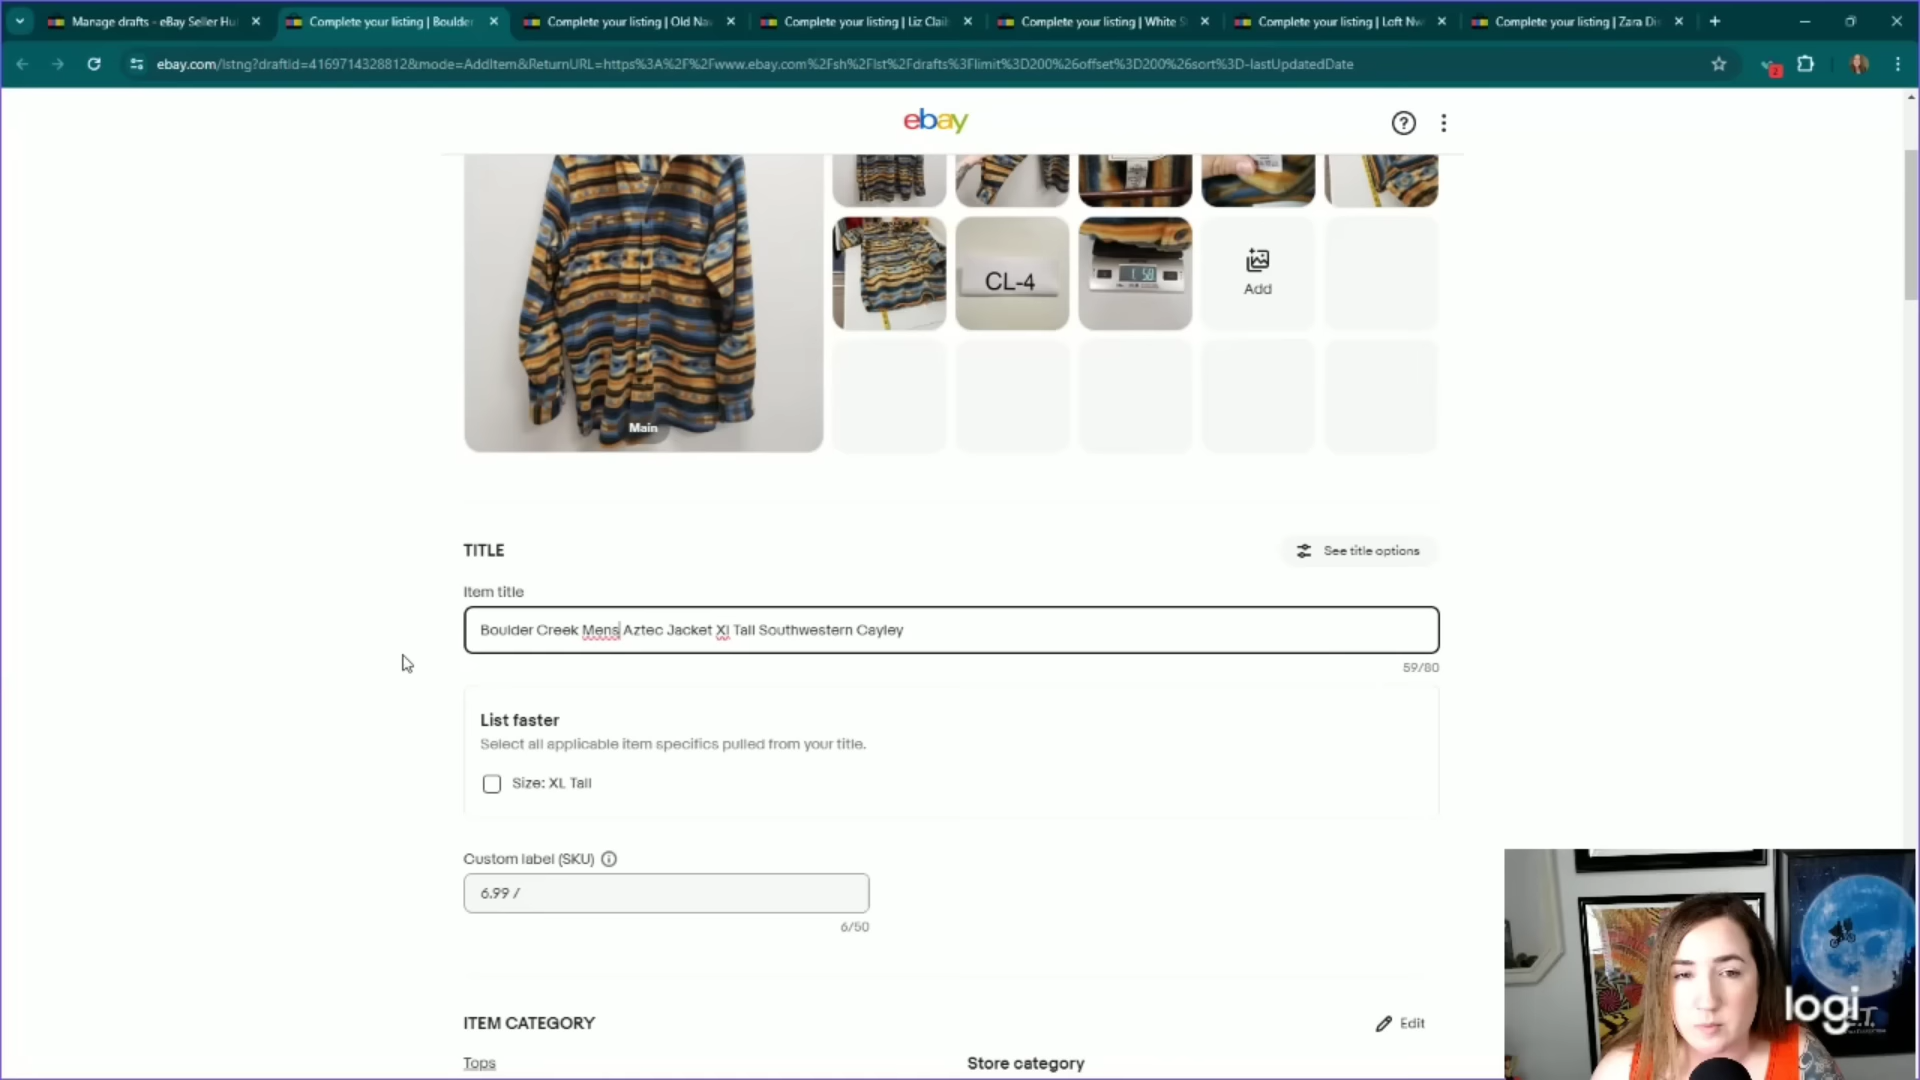 Manage drafts - eBay Seller Hu
Complete your listing | Boulder
Complete your listing | Old Na
Complete your listing | Liz Claib
Complete your listing | White S
Complete your listing | Loft Nw
Complete your listing | Zara Di
ebay.com/lstng?draftId=4169714328812&mode=AddItem&ReturnURL=https%3A%2F%2Fwww.ebay.com%2Fsh%2Flst%2Fdrafts%3Flimit%3D200%26offset%3D200%26sort%3D-lastUpdatedDate
2
ebay
CL-4
Add
Main
TITLE
See title options
Item title
Boulder Creek Mens Aztec Jacket Xl Tall Southwestern Cayley
59/80
List faster
Select all applicable item specifics pulled from your title.
Size: XL Tall
Custom label (SKU)
6.99 /
6/50
ITEM CATEGORY
Edit
Tops
Store category
logi
E.T.